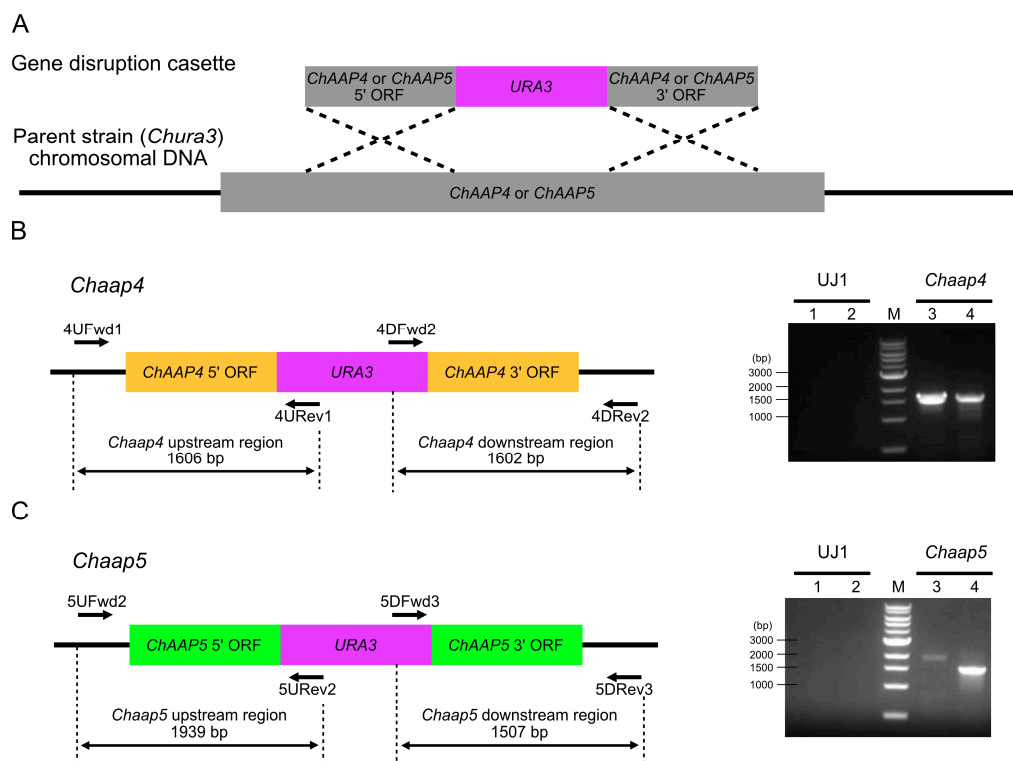 A
Gene disruption casette
ChAAP4 or ChAAP5
5' ORF
URA3
ChAAP4 or ChAAP5
3' ORF
Parent strain (Chura3)
chromosomal DNA
ChAAP4 or ChAAP5
B
Chaap4
4UFwd1
4DFwd2
ChAAP4 5' ORF
URA3
ChAAP4 3' ORF
4URev1
4DRev2
Chaap4 upstream region
1606 bp
Chaap4 downstream region
1602 bp
UJ1
Chaap4
1 2 M 3 4
(bp)
3000
2000
1500
1000
C
Chaap5
5UFwd2
5DFwd3
ChAAP5 5' ORF
URA3
ChAAP5 3' ORF
5URev2
5DRev3
Chaap5 upstream region
1939 bp
Chaap5 downstream region
1507 bp
UJ1
Chaap5
1 2 M 3 4
(bp)
3000
2000
1500
1000